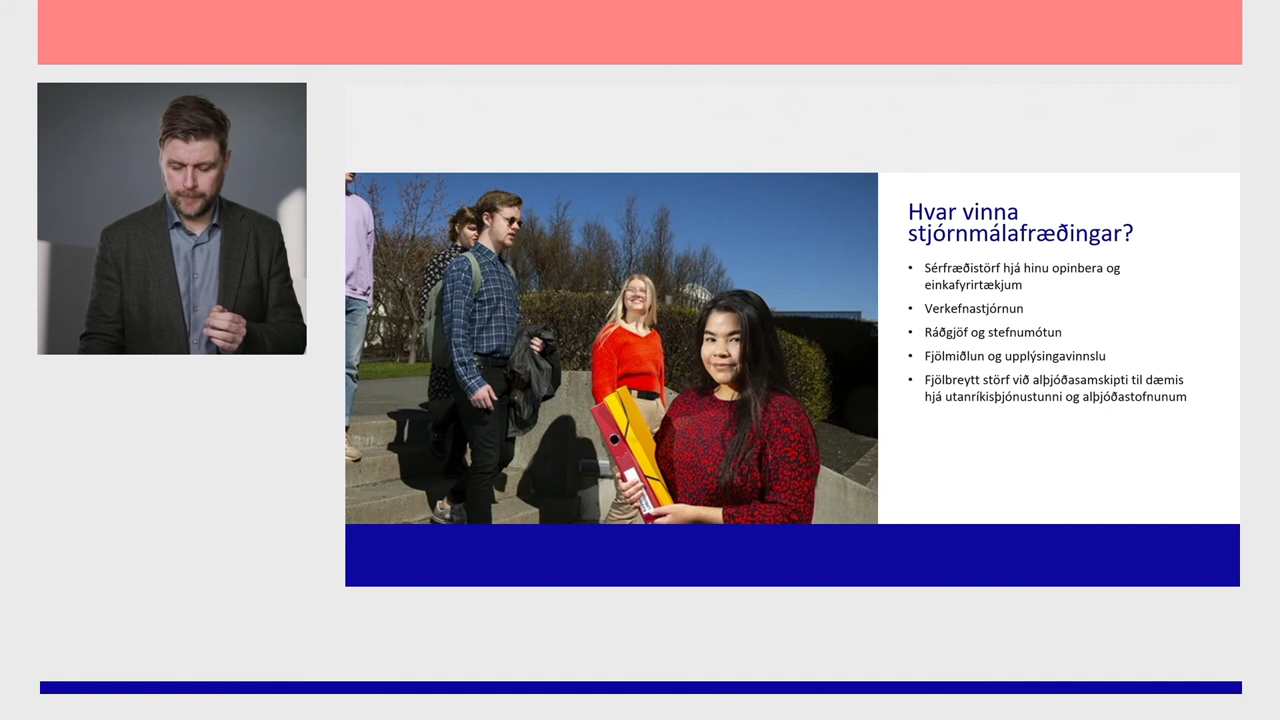 Hvar vinna
stjórnmálafræðingar?
• Sérfræðistörf hjá hinu opinbera og
einkafyrirtækjum
• Verkefnastjórnun
• Ráðgjöf og stefnumótun
• Fjölmiðlun og upplýsingavinnslu
• Fjölbreytt störf við alþjóðasamskipti til dæmis
hjá utanríkisþjónustunni og alþjóðastofnunum